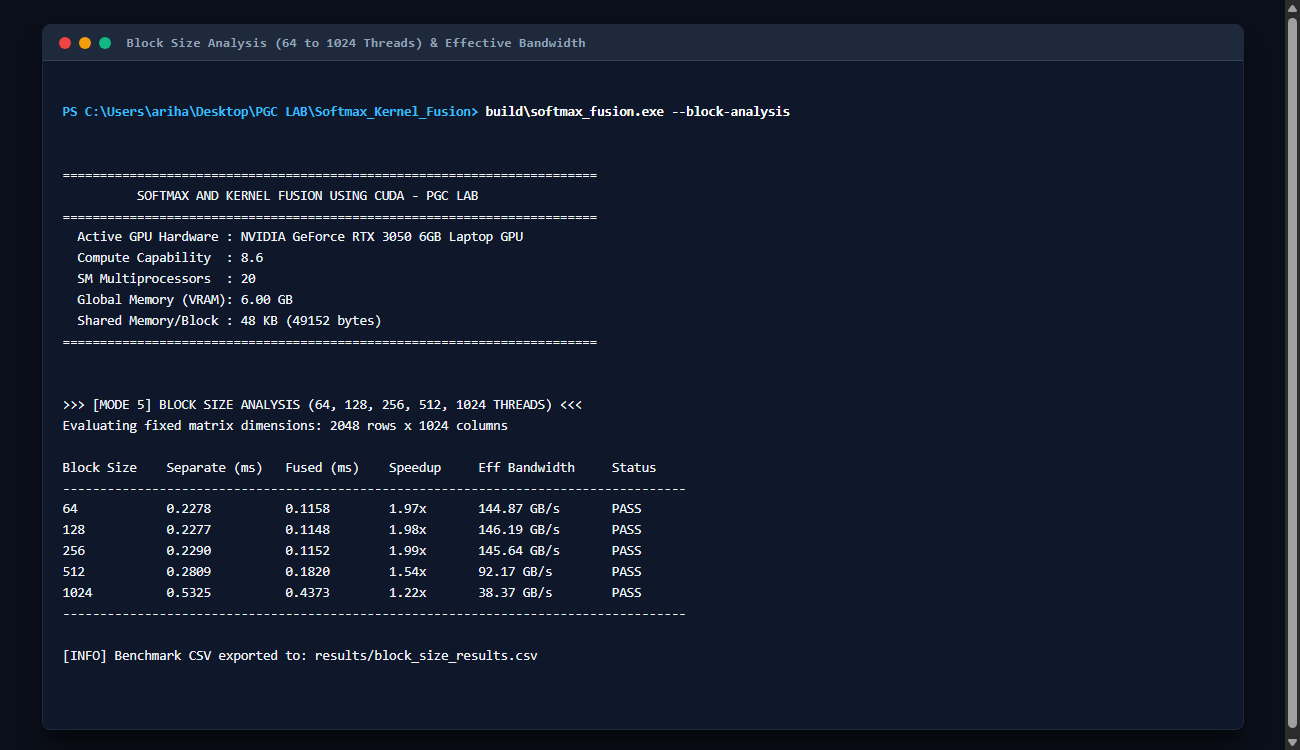 Block Size Analysis (64 to 1024 Threads) & Effective Bandwidth
PS C:\Users\ariha\Desktop\PGC LAB\Softmax_Kernel_Fusion> build\softmax_fusion.exe --block-analysis
========================================================================
SOFTMAX AND KERNEL FUSION USING CUDA - PGC LAB
========================================================================
Active GPU Hardware : NVIDIA GeForce RTX 3050 6GB Laptop GPU
Compute Capability  : 8.6
SM Multiprocessors  : 20
Global Memory (VRAM): 6.00 GB
Shared Memory/Block : 48 KB (49152 bytes)
========================================================================
>>> [MODE 5] BLOCK SIZE ANALYSIS (64, 128, 256, 512, 1024 THREADS) <<<
Evaluating fixed matrix dimensions: 2048 rows x 1024 columns
Block Size    Separate (ms)   Fused (ms)    Speedup     Eff Bandwidth     Status
------------------------------------------------------------------------------------
64            0.2278          0.1158        1.97x       144.87 GB/s       PASS
128           0.2277          0.1148        1.98x       146.19 GB/s       PASS
256           0.2290          0.1152        1.99x       145.64 GB/s       PASS
512           0.2809          0.1820        1.54x       92.17 GB/s        PASS
1024          0.5325          0.4373        1.22x       38.37 GB/s        PASS
------------------------------------------------------------------------------------
[INFO] Benchmark CSV exported to: results/block_size_results.csv